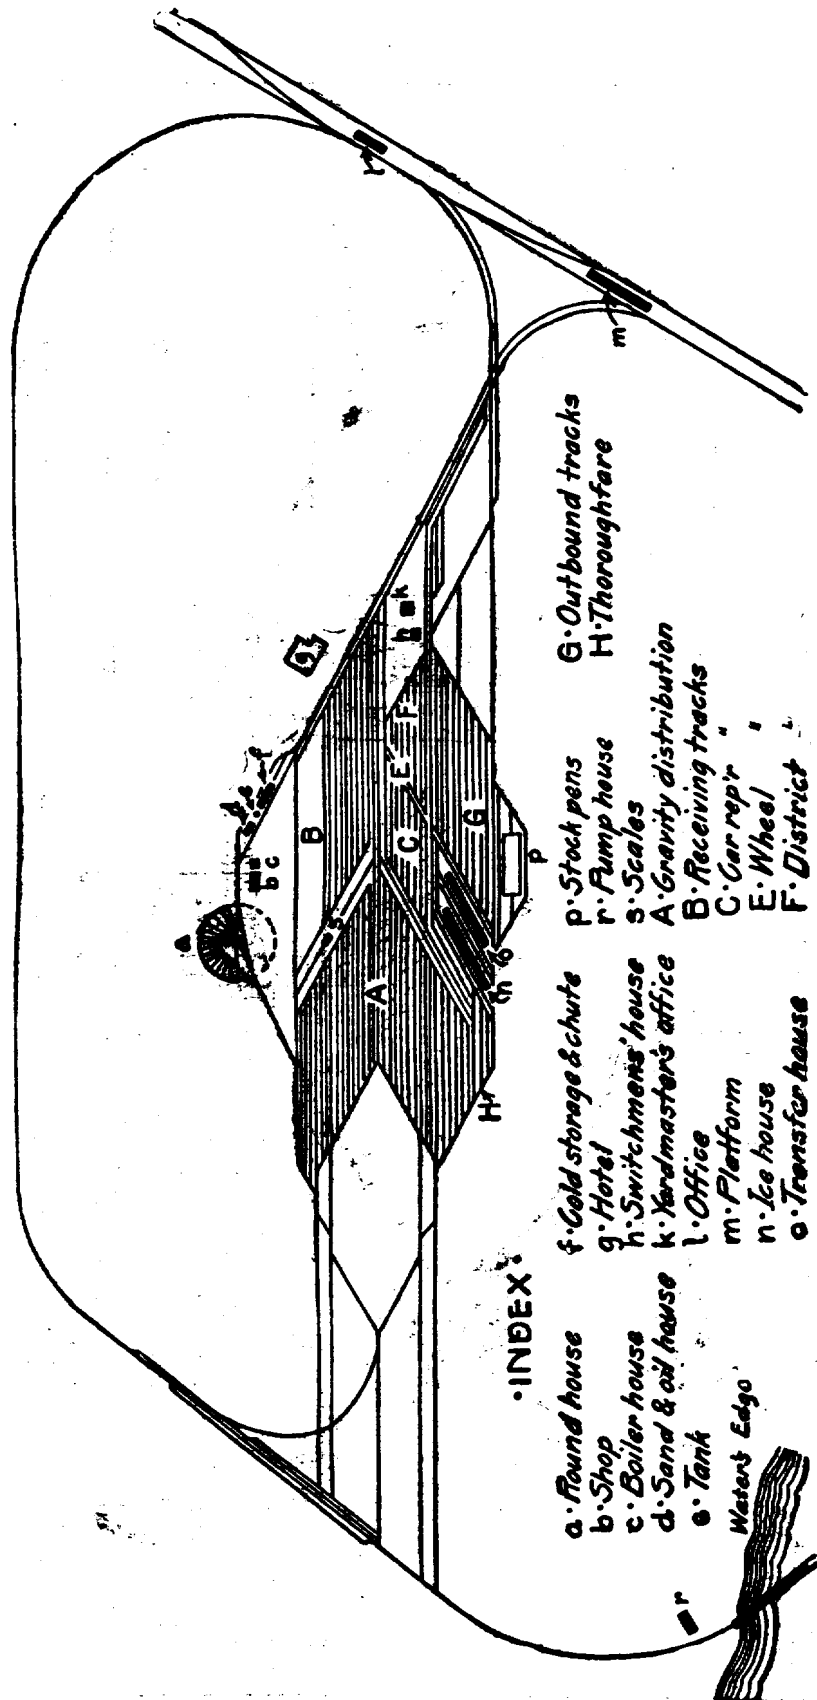 ·INDEX·
a·Round house
b·Shop
c·Boiler house
d·Sand & oil house
e·Tank
f·Cold storage & chute
g·Hotel
h·Switchmens' house
k·Yardmaster's office
l·Office
m·Platform
n·Ice house
o·Transfer house
p·Stock pens
r·Pump house
s·Scales
A·Gravity distribution
B·Receiving tracks
C·Car rep'r "
E·Wheel "
F·District "
G·Outbound tracks
H·Thoroughfare
Water's Edge
a
b c
d
e
f
g
B
s
A
C
E
F
G
H
h
k
l
m
n
o
p
r